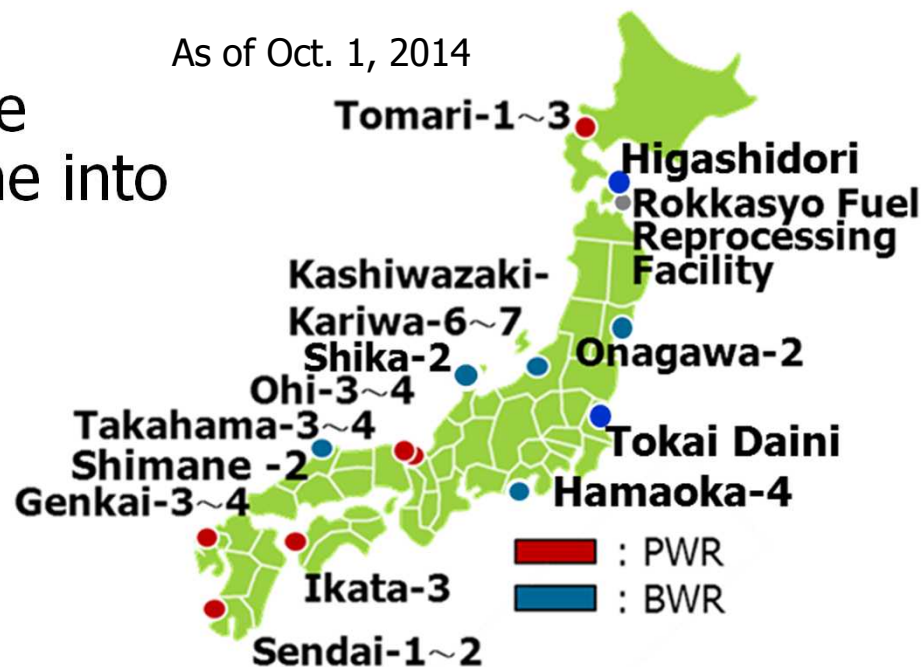 As of Oct. 1, 2014
e
ne into
Tomari-1~3
Higashidori
Rokkasyo Fuel
Reprocessing
Facility
Kashiwazaki-
Kariwa-6~7
Shika-2
Onagawa-2
Ohi-3~4
Takahama-3~4
Tokai Daini
Shimane -2
Hamaoka-4
Genkai-3~4
: PWR
Ikata-3
: BWR
Sendai-1~2